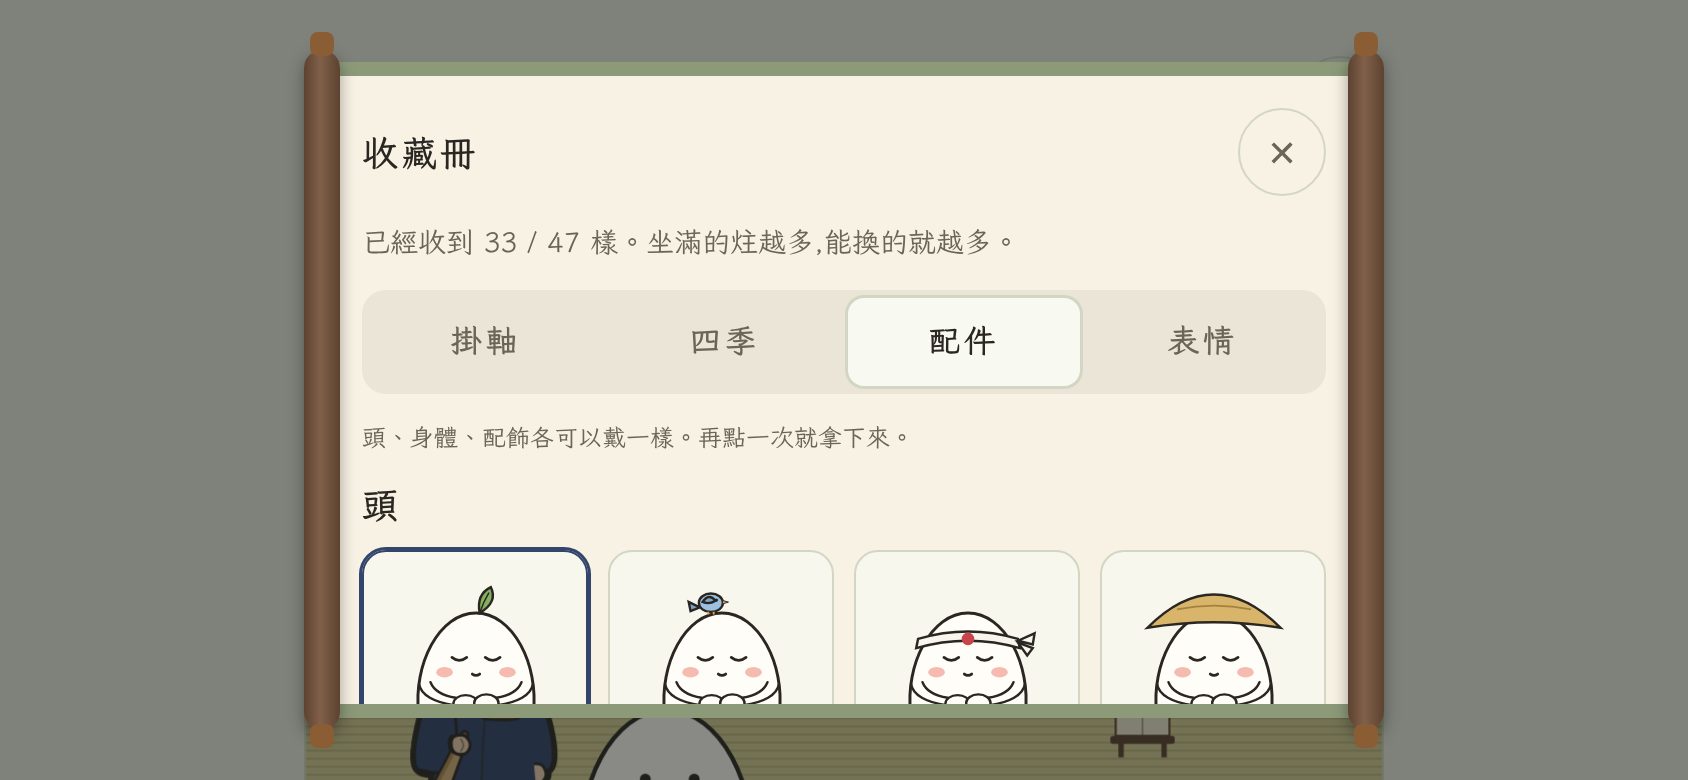 收藏冊
已經收到 33 / 47 樣。坐滿的炷越多,能換的就越多。
掛軸
四季
配件
表情
頭、身體、配飾各可以戴一樣。再點一次就拿下來。
頭